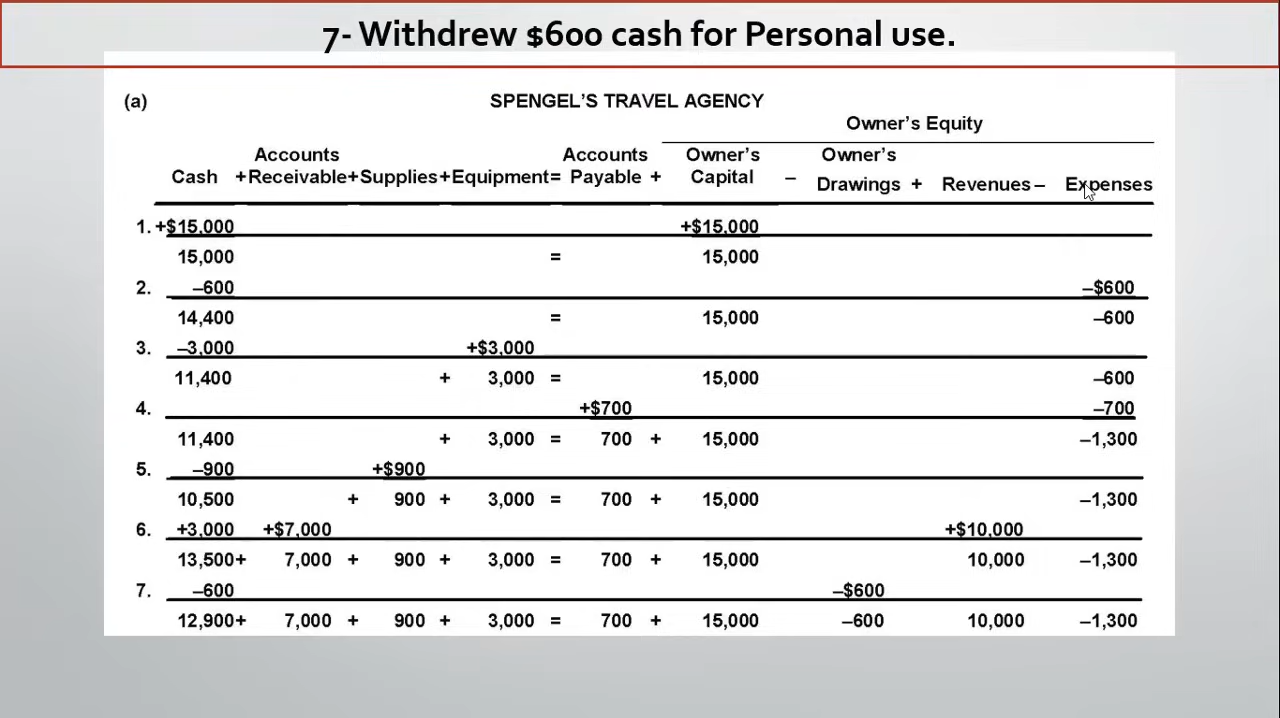 7- Withdrew $600 cash for Personal use.
(a) SPENGEL'S TRAVEL AGENCY
Owner's Equity
Accounts Accounts Owner's Owner's
Cash +Receivable+Supplies+Equipment= Payable + Capital – Drawings + Revenues – Expenses
1. +$15,000 +$15,000
15,000 = 15,000
2. –600 –$600
14,400 = 15,000 –600
3. –3,000 +$3,000
11,400 + 3,000 = 15,000 –600
4. +$700 –700
11,400 + 3,000 = 700 + 15,000 –1,300
5. –900 +$900
10,500 + 900 + 3,000 = 700 + 15,000 –1,300
6. +3,000 +$7,000 +$10,000
13,500+ 7,000 + 900 + 3,000 = 700 + 15,000 10,000 –1,300
7. –600 –$600
12,900+ 7,000 + 900 + 3,000 = 700 + 15,000 –600 10,000 –1,300